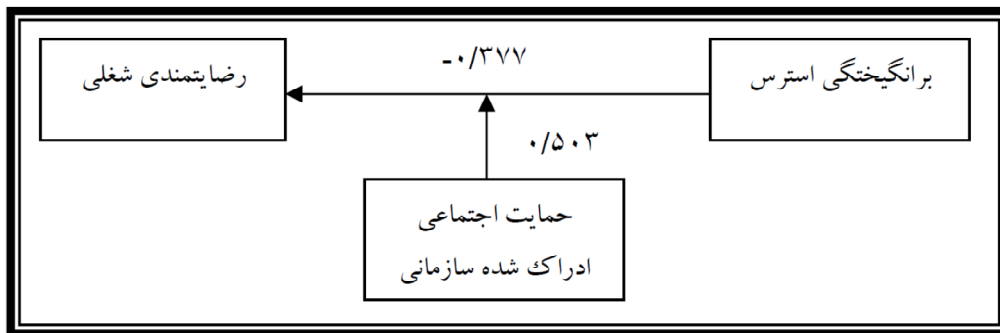 برانگیختگی استرس
-۰/۳۷۷
رضایتمندی شغلی
۰/۵۰۳
حمایت اجتماعی
ادراک شده سازمانی